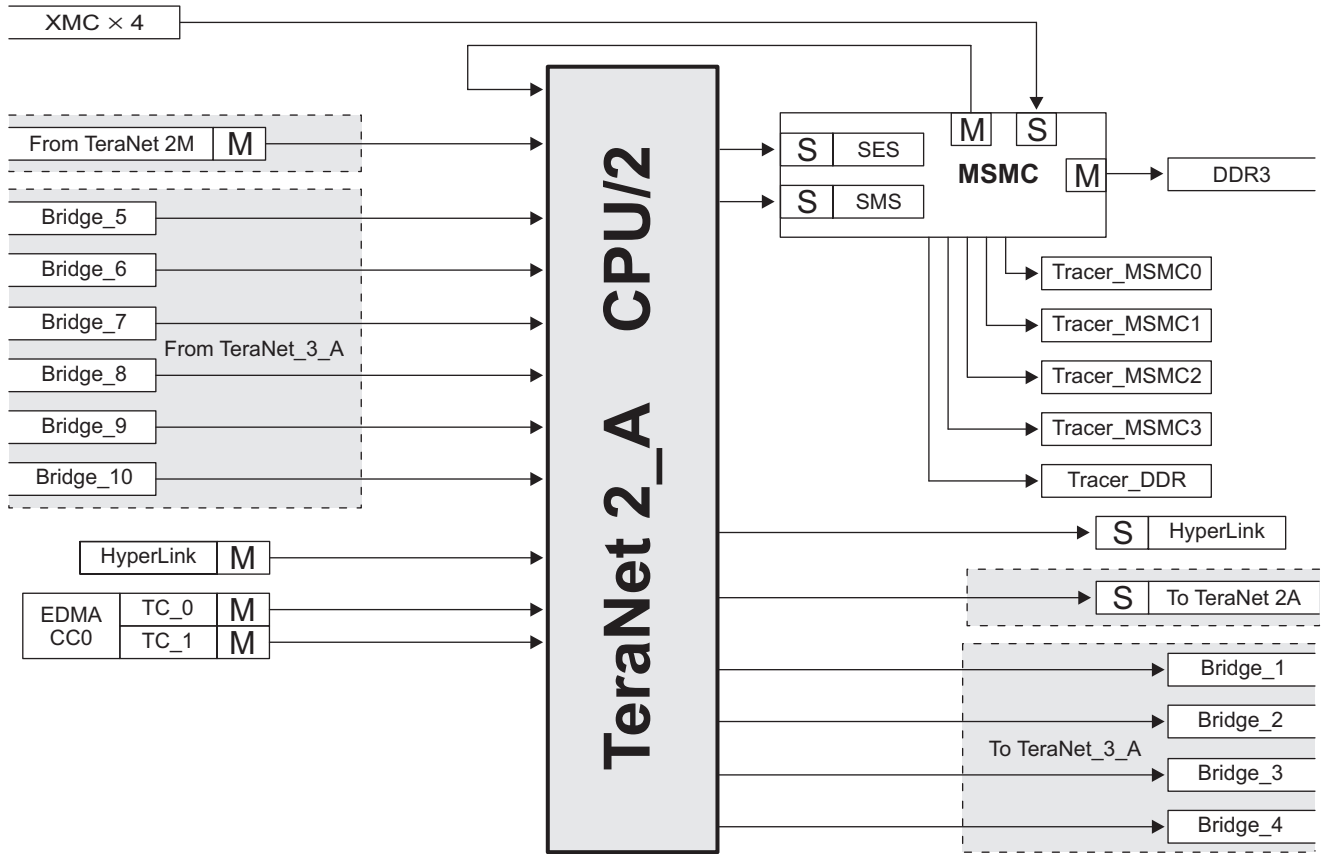 XMC × 4
From TeraNet 2M M
Bridge_5
Bridge_6
Bridge_7
From TeraNet_3_A
Bridge_8
Bridge_9
Bridge_10
HyperLink M
EDMA
CC0
TC_0 M
TC_1 M
TeraNet 2_A CPU/2
M S
S SES
MSMC M
S SMS
DDR3
Tracer_MSMC0
Tracer_MSMC1
Tracer_MSMC2
Tracer_MSMC3
Tracer_DDR
S HyperLink
S To TeraNet 2A
Bridge_1
Bridge_2
To TeraNet_3_A
Bridge_3
Bridge_4